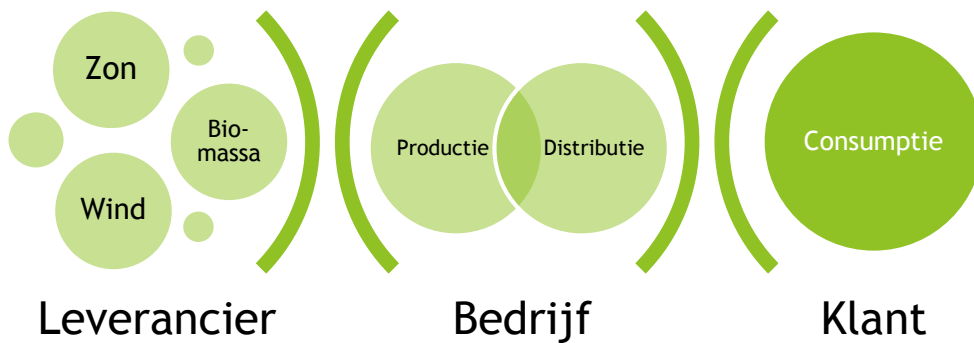 Zon
Bio-
massa
Wind
Productie
Distributie
Consumptie
Leverancier
Bedrijf
Klant